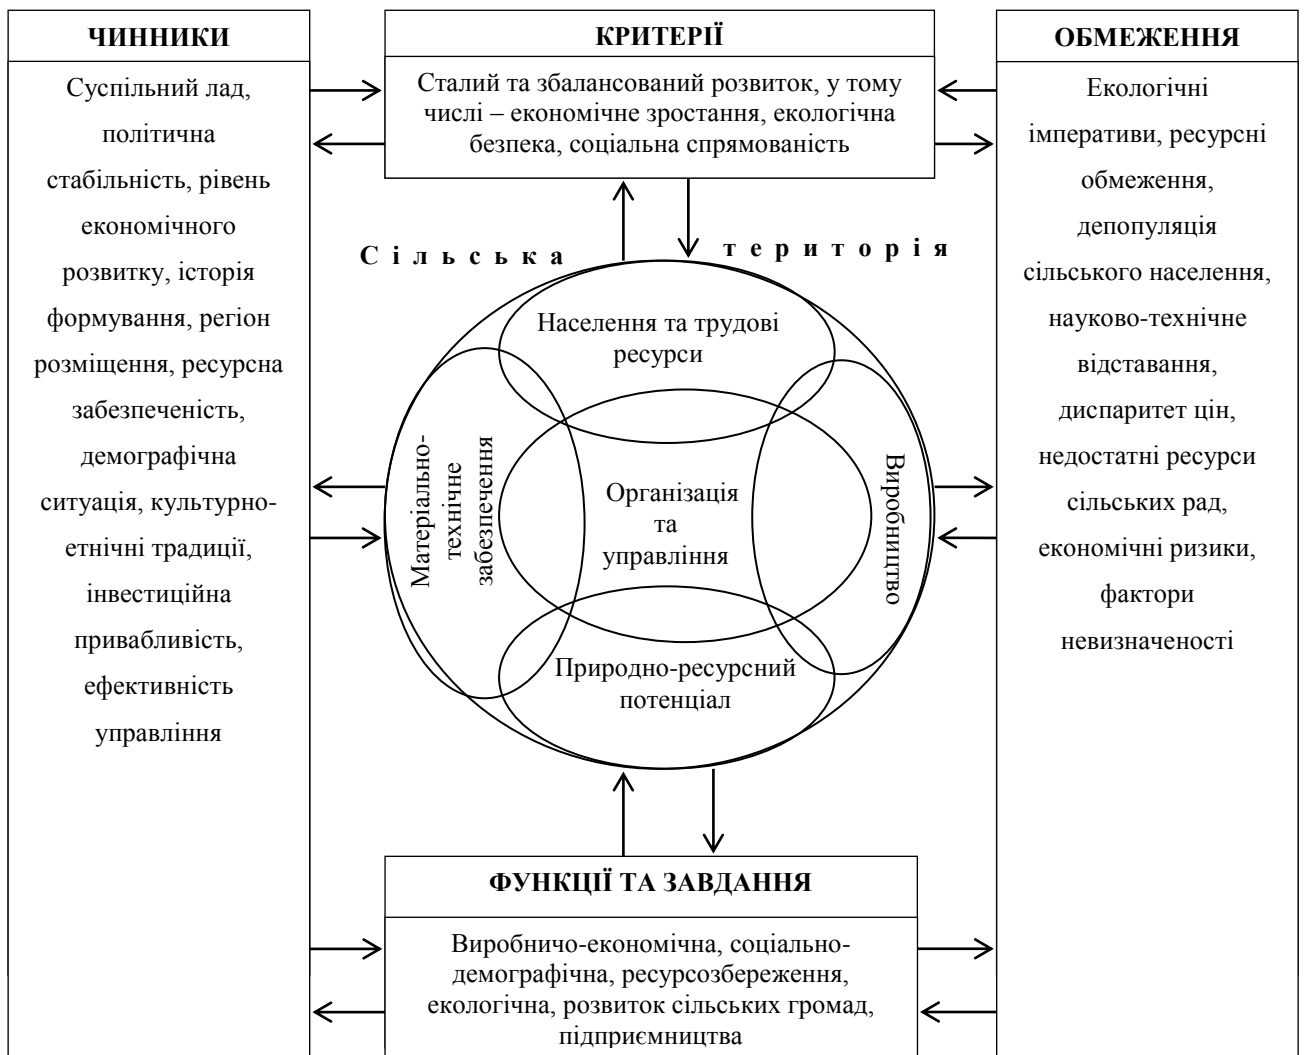 ЧИННИКИ
Суспільний лад,
політична
стабільність, рівень
економічного
розвитку, історія
формування, регіон
розміщення, ресурсна
забезпеченість,
демографічна
ситуація, культурно-
етнічні традиції,
інвестиційна
привабливість,
ефективність
управління
КРИТЕРІЇ
Сталий та збалансований розвиток, у тому
числі – економічне зростання, екологічна
безпека, соціальна спрямованість
Сільська територія
Населення та трудові
ресурси
Матеріально-
технічне
забезпечення
Організація
та
управління
Виробництво
Природно-ресурсний
потенціал
ФУНКЦІЇ ТА ЗАВДАННЯ
Виробничо-економічна, соціально-
демографічна, ресурсозбереження,
екологічна, розвиток сільських громад,
підприємництва
ОБМЕЖЕННЯ
Екологічні
імперативи, ресурсні
обмеження,
депопуляція
сільського населення,
науково-технічне
відставання,
диспаритет цін,
недостатні ресурси
сільських рад,
економічні ризики,
фактори
невизначеності